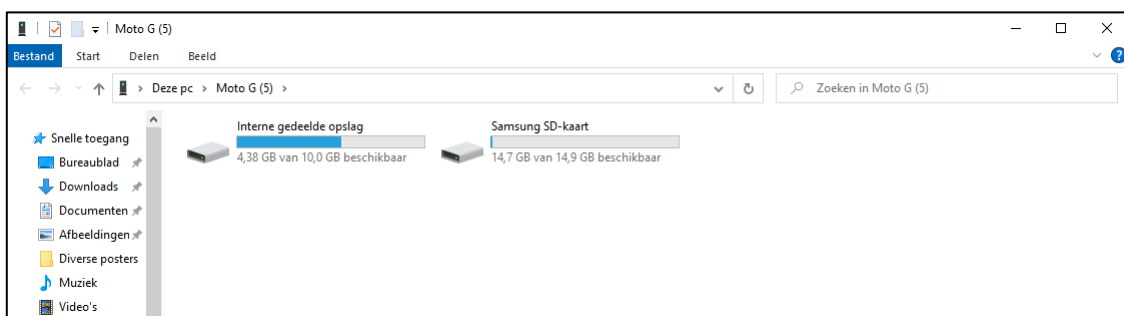 Moto G (5)
Bestand Start Delen Beeld
Deze pc > Moto G (5) >
Zoeken in Moto G (5)
Snelle toegang
Bureaublad
Downloads
Documenten
Afbeeldingen
Diverse posters
Muziek
Video's
Interne gedeelde opslag
4,38 GB van 10,0 GB beschikbaar
Samsung SD-kaart
14,7 GB van 14,9 GB beschikbaar